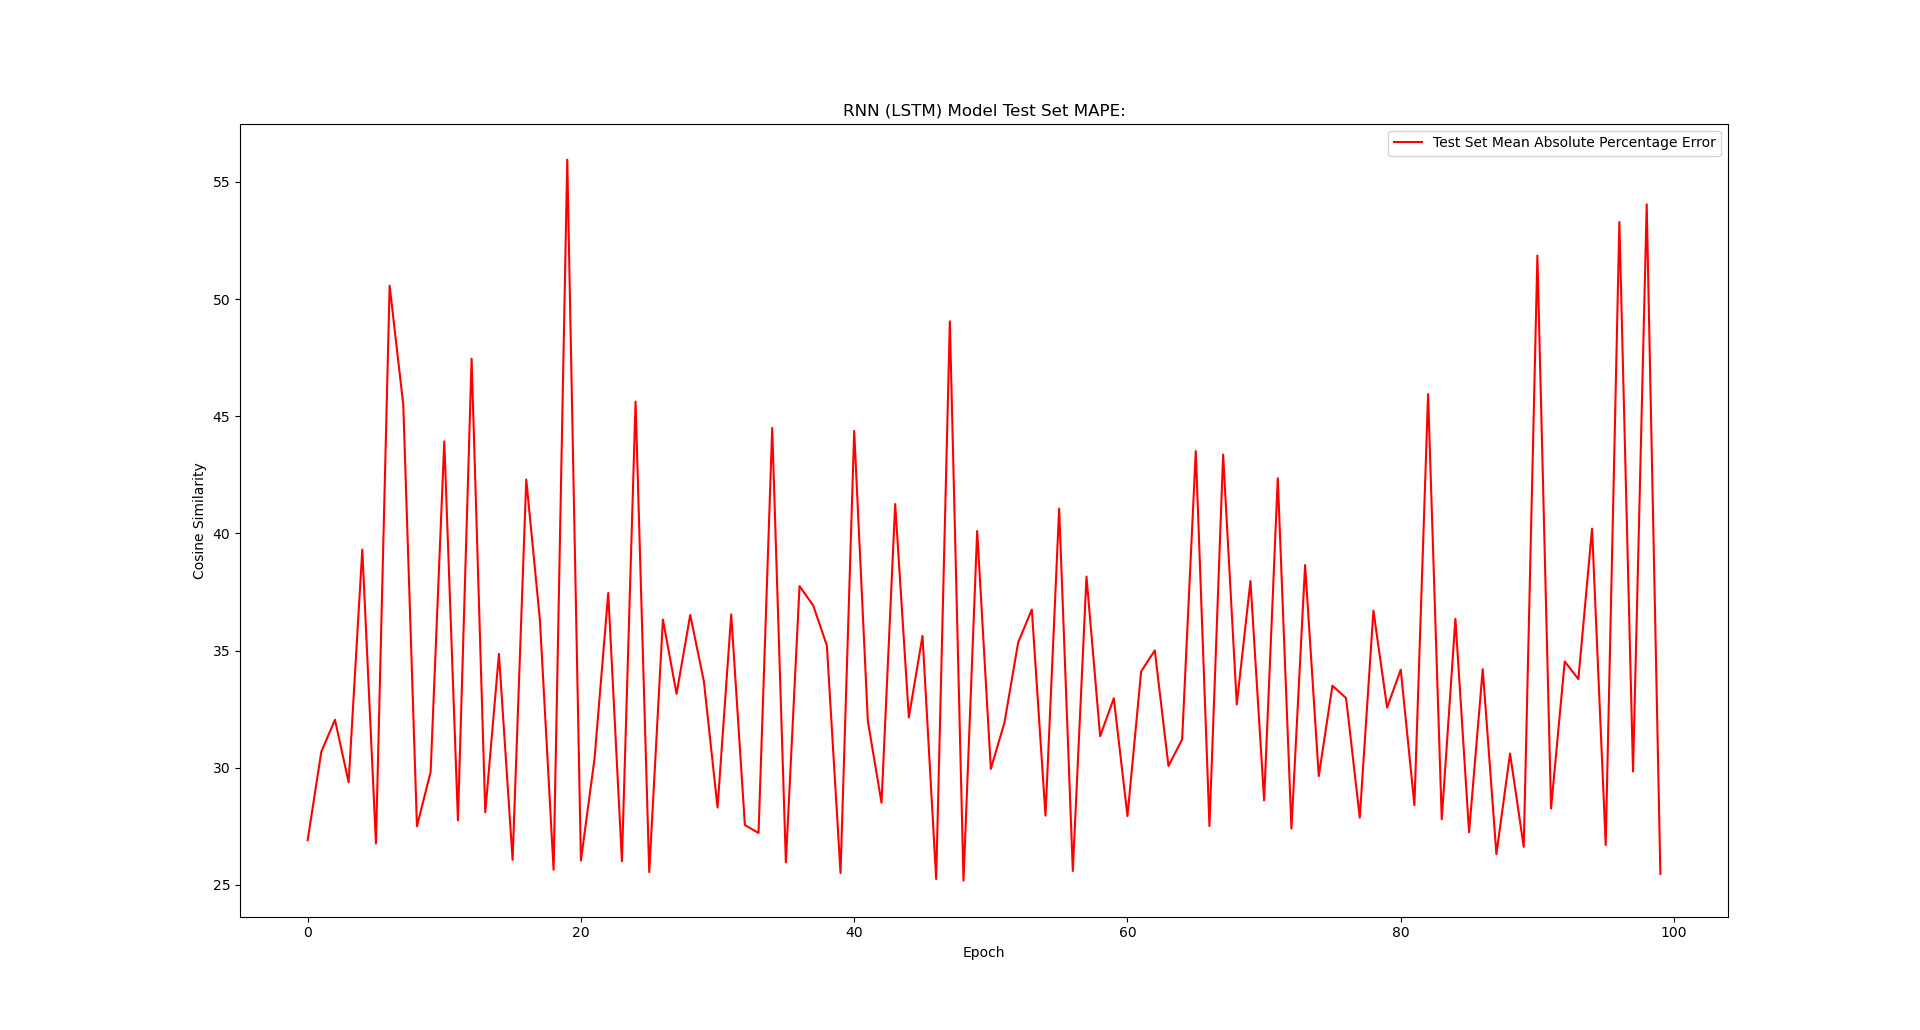 RNN (LSTM) Model Test Set MAPE:
Test Set Mean Absolute Percentage Error
55
50
45
40
35
30
25
Cosine Similarity
0 20 40 60 80 100
Epoch